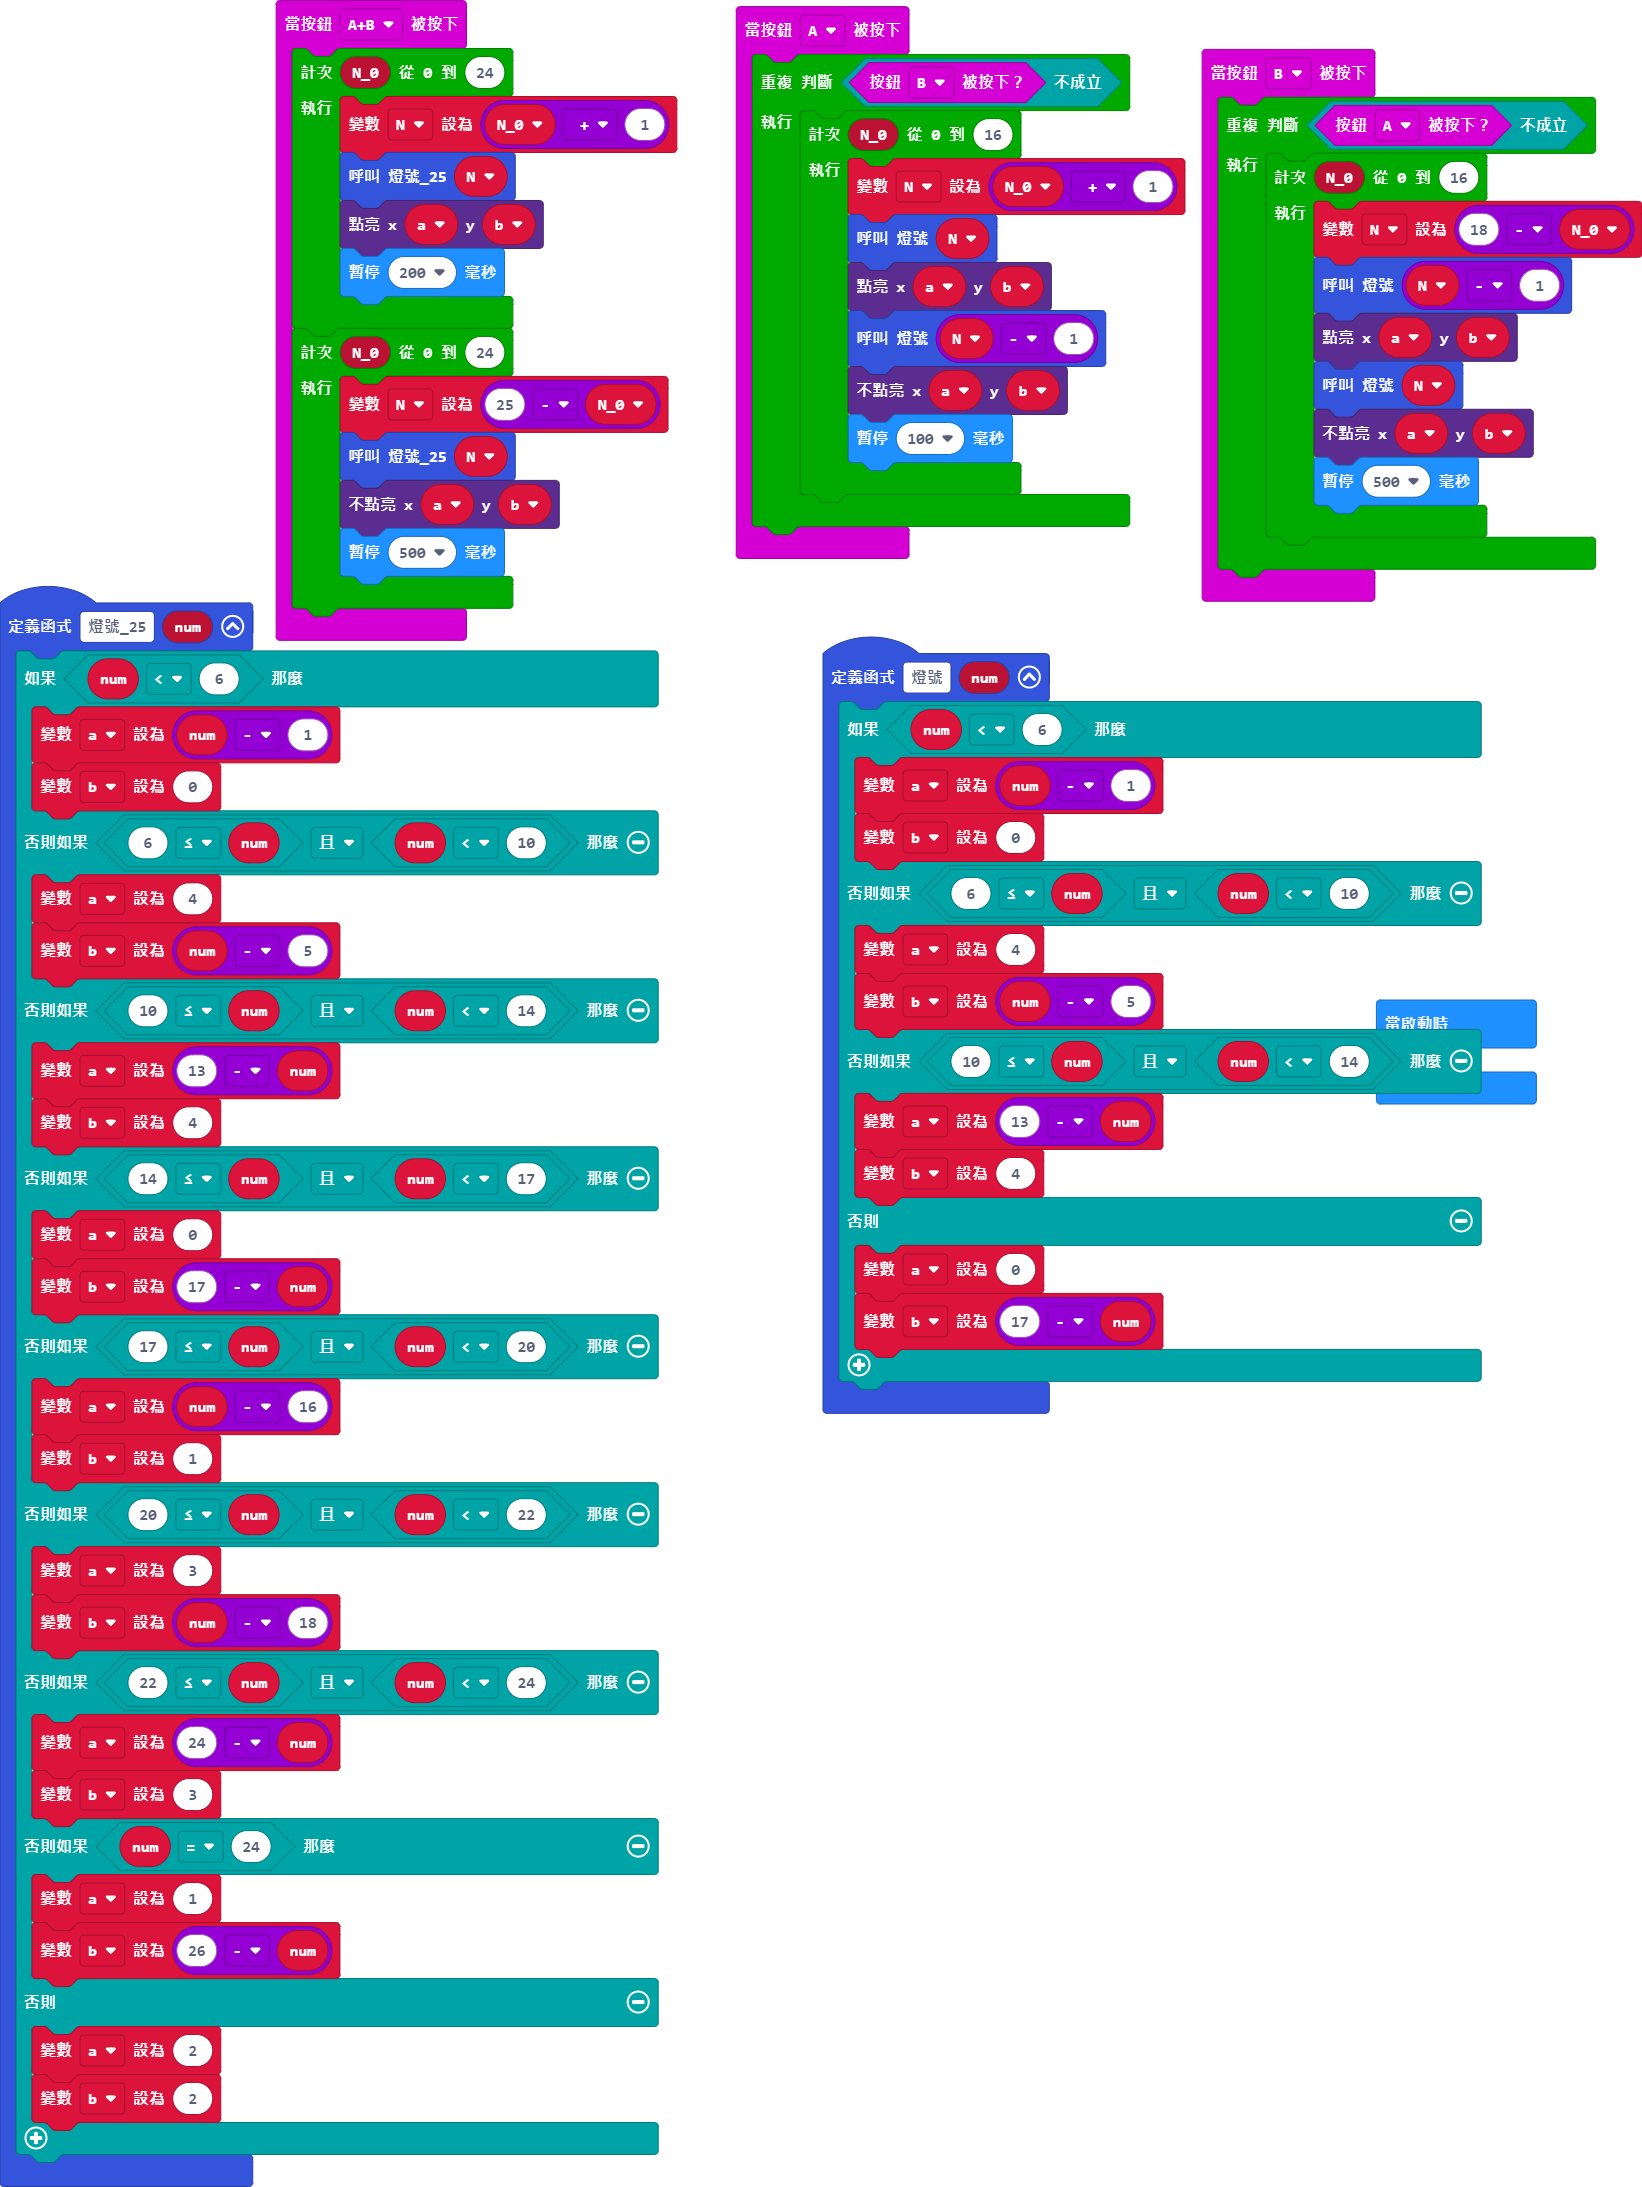 當按鈕 A+B 被按下
計次 N_0 從 0 到 24
執行
變數 N 設為 N_0 + 1
呼叫 燈號_25 N
點亮 x a y b
暫停 200 毫秒
計次 N_0 從 0 到 24
執行
變數 N 設為 25 - N_0
呼叫 燈號_25 N
不點亮 x a y b
暫停 500 毫秒
當按鈕 A 被按下
重複 判斷 按鈕 B 被按下？ 不成立
執行
計次 N_0 從 0 到 16
執行
變數 N 設為 N_0 + 1
呼叫 燈號 N
點亮 x a y b
呼叫 燈號 N - 1
不點亮 x a y b
暫停 100 毫秒
當按鈕 B 被按下
重複 判斷 按鈕 A 被按下？ 不成立
執行
計次 N_0 從 0 到 16
執行
變數 N 設為 18 - N_0
呼叫 燈號 N - 1
點亮 x a y b
呼叫 燈號 N
不點亮 x a y b
暫停 500 毫秒
定義函式 燈號_25 num
如果 num < 6 那麼
變數 a 設為 num - 1
變數 b 設為 0
否則如果 6 ≤ num 且 num < 10 那麼
變數 a 設為 4
變數 b 設為 num - 5
否則如果 10 ≤ num 且 num < 14 那麼
變數 a 設為 13 - num
變數 b 設為 4
否則如果 14 ≤ num 且 num < 17 那麼
變數 a 設為 0
變數 b 設為 17 - num
否則如果 17 ≤ num 且 num < 20 那麼
變數 a 設為 num - 16
變數 b 設為 1
否則如果 20 ≤ num 且 num < 22 那麼
變數 a 設為 3
變數 b 設為 num - 18
否則如果 22 ≤ num 且 num < 24 那麼
變數 a 設為 24 - num
變數 b 設為 3
否則如果 num = 24 那麼
變數 a 設為 1
變數 b 設為 26 - num
否則
變數 a 設為 2
變數 b 設為 2
定義函式 燈號 num
如果 num < 6 那麼
變數 a 設為 num - 1
變數 b 設為 0
否則如果 6 ≤ num 且 num < 10 那麼
變數 a 設為 4
變數 b 設為 num - 5
否則如果 10 ≤ num 且 num < 14 那麼
變數 a 設為 13 - num
變數 b 設為 4
否則
變數 a 設為 0
變數 b 設為 17 - num
當啟動時